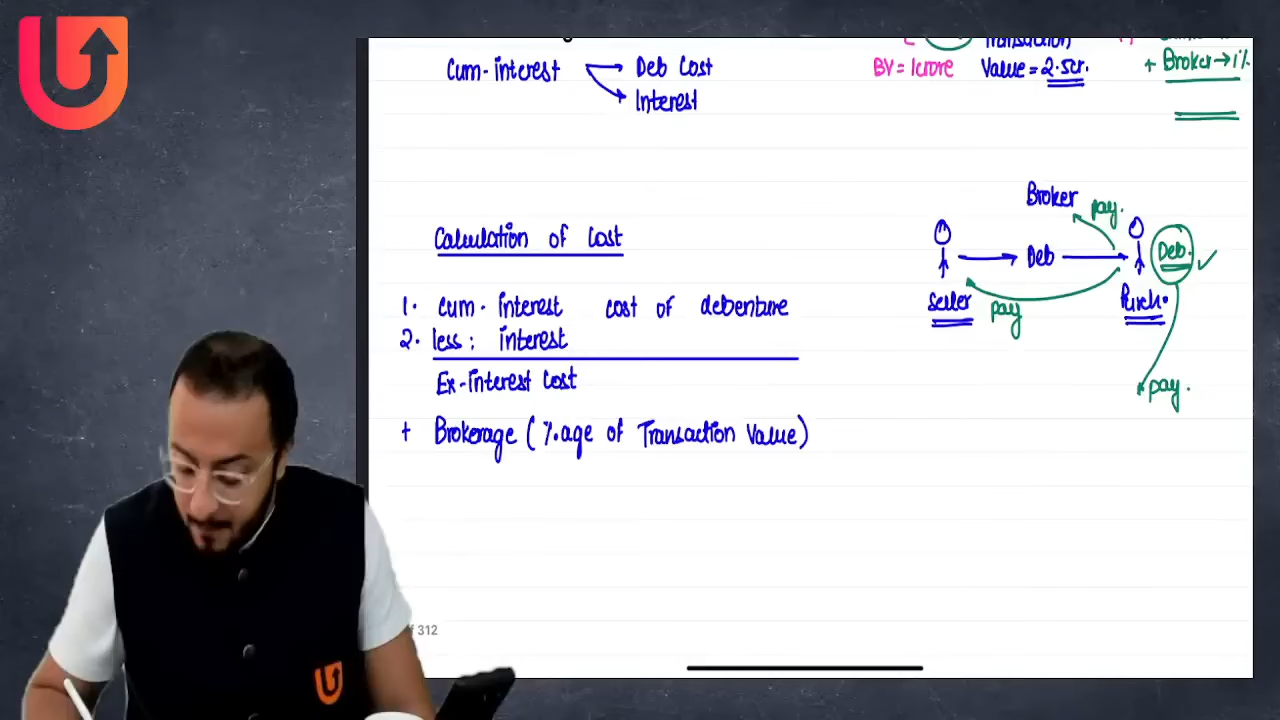 Transaction
Cum-interest → Deb Cost
Interest
BV = 1crore
Value = 2.5cr.
+ Broker → 1%
Calculation of Cost
1. Cum-interest cost of debenture
2. less: interest
Ex-interest Cost
+ Brokerage (%age of Transaction Value)
Broker
pay.
Deb
Deb.
Seller
pay
Purch.
pay.
f 312